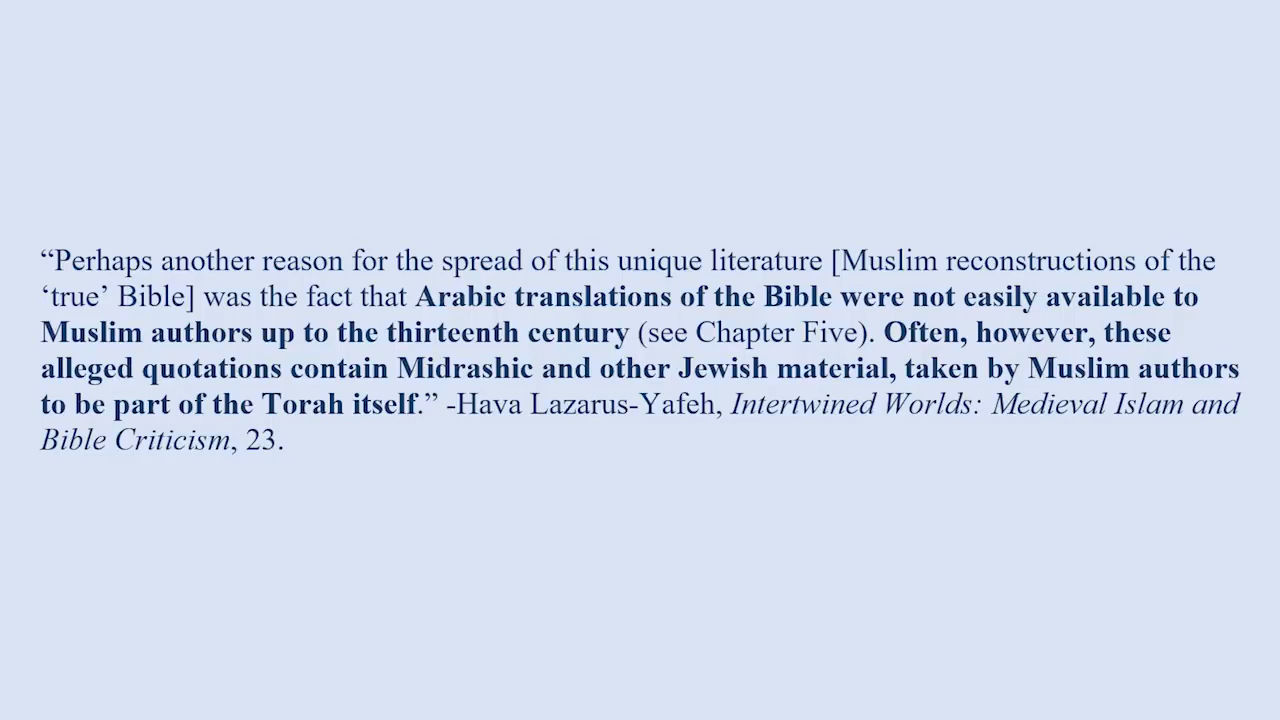 “Perhaps another reason for the spread of this unique literature [Muslim reconstructions of the
‘true’ Bible] was the fact that Arabic translations of the Bible were not easily available to
Muslim authors up to the thirteenth century (see Chapter Five). Often, however, these
alleged quotations contain Midrashic and other Jewish material, taken by Muslim authors
to be part of the Torah itself.” -Hava Lazarus-Yafeh, Intertwined Worlds: Medieval Islam and
Bible Criticism, 23.